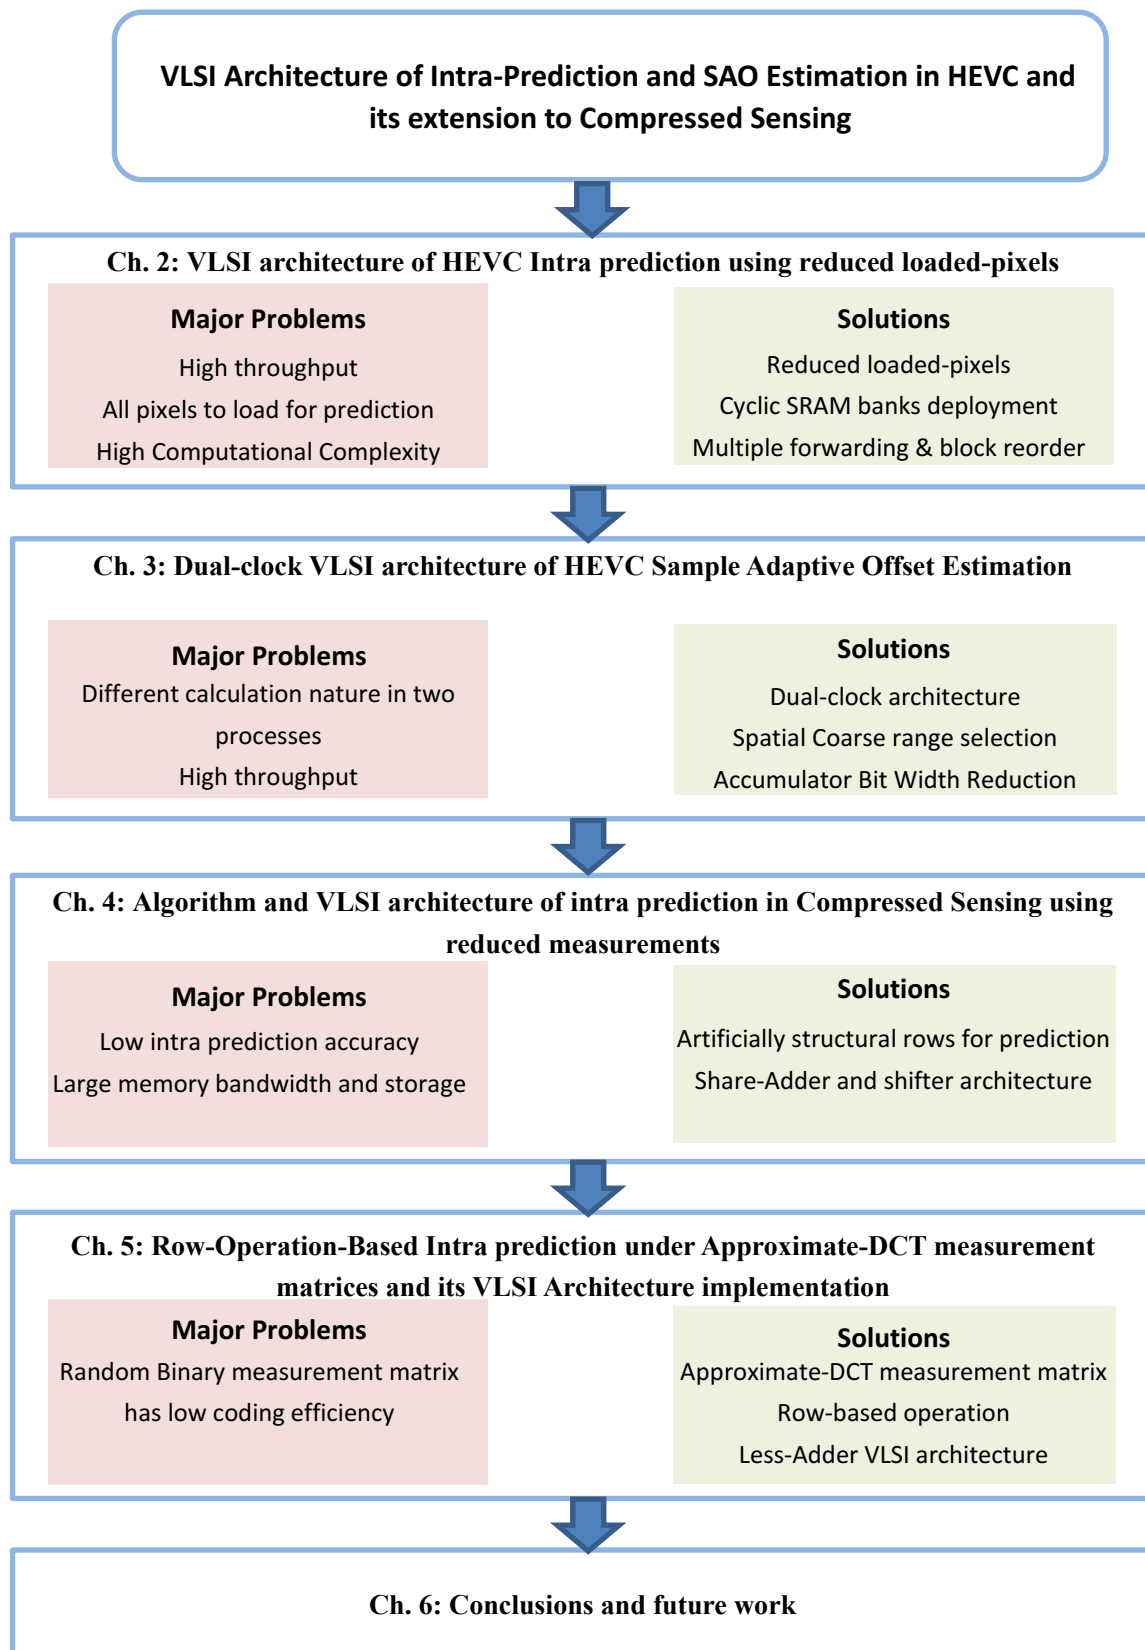 VLSI Architecture of Intra-Prediction and SAO Estimation in HEVC and
its extension to Compressed Sensing
Ch. 2: VLSI architecture of HEVC Intra prediction using reduced loaded-pixels
Major Problems
High throughput
All pixels to load for prediction
High Computational Complexity
Solutions
Reduced loaded-pixels
Cyclic SRAM banks deployment
Multiple forwarding & block reorder
Ch. 3: Dual-clock VLSI architecture of HEVC Sample Adaptive Offset Estimation
Major Problems
Different calculation nature in two
processes
High throughput
Solutions
Dual-clock architecture
Spatial Coarse range selection
Accumulator Bit Width Reduction
Ch. 4: Algorithm and VLSI architecture of intra prediction in Compressed Sensing using
reduced measurements
Major Problems
Low intra prediction accuracy
Large memory bandwidth and storage
Solutions
Artificially structural rows for prediction
Share-Adder and shifter architecture
Ch. 5: Row-Operation-Based Intra prediction under Approximate-DCT measurement
matrices and its VLSI Architecture implementation
Major Problems
Random Binary measurement matrix
has low coding efficiency
Solutions
Approximate-DCT measurement matrix
Row-based operation
Less-Adder VLSI architecture
Ch. 6: Conclusions and future work